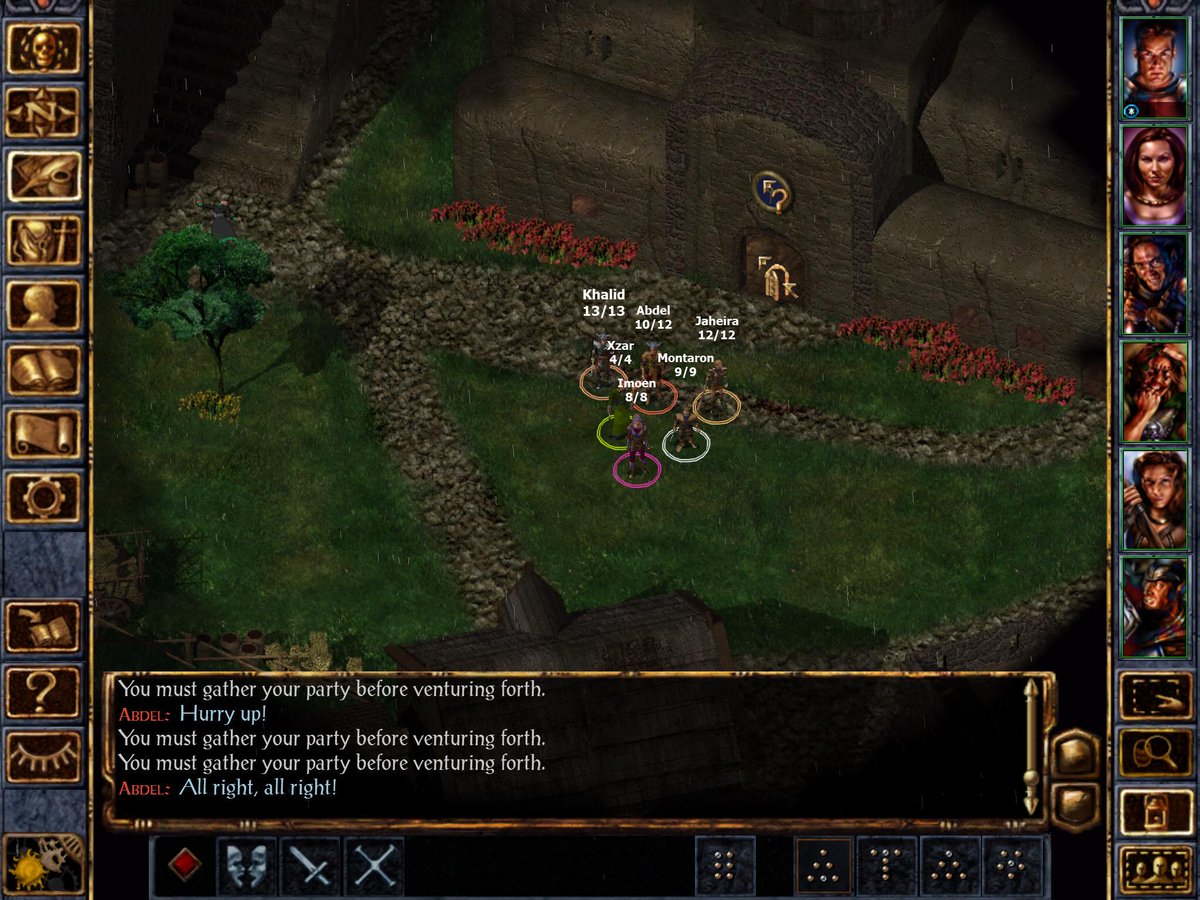 Khalid
13/13
Abdel
10/12
Jaheira
12/12
Xzar
4/4
Montaron
9/9
Imoen
8/8
You must gather your party before venturing forth.
ABDEL: Hurry up!
You must gather your party before venturing forth.
You must gather your party before venturing forth.
ABDEL: All right, all right!
N
?